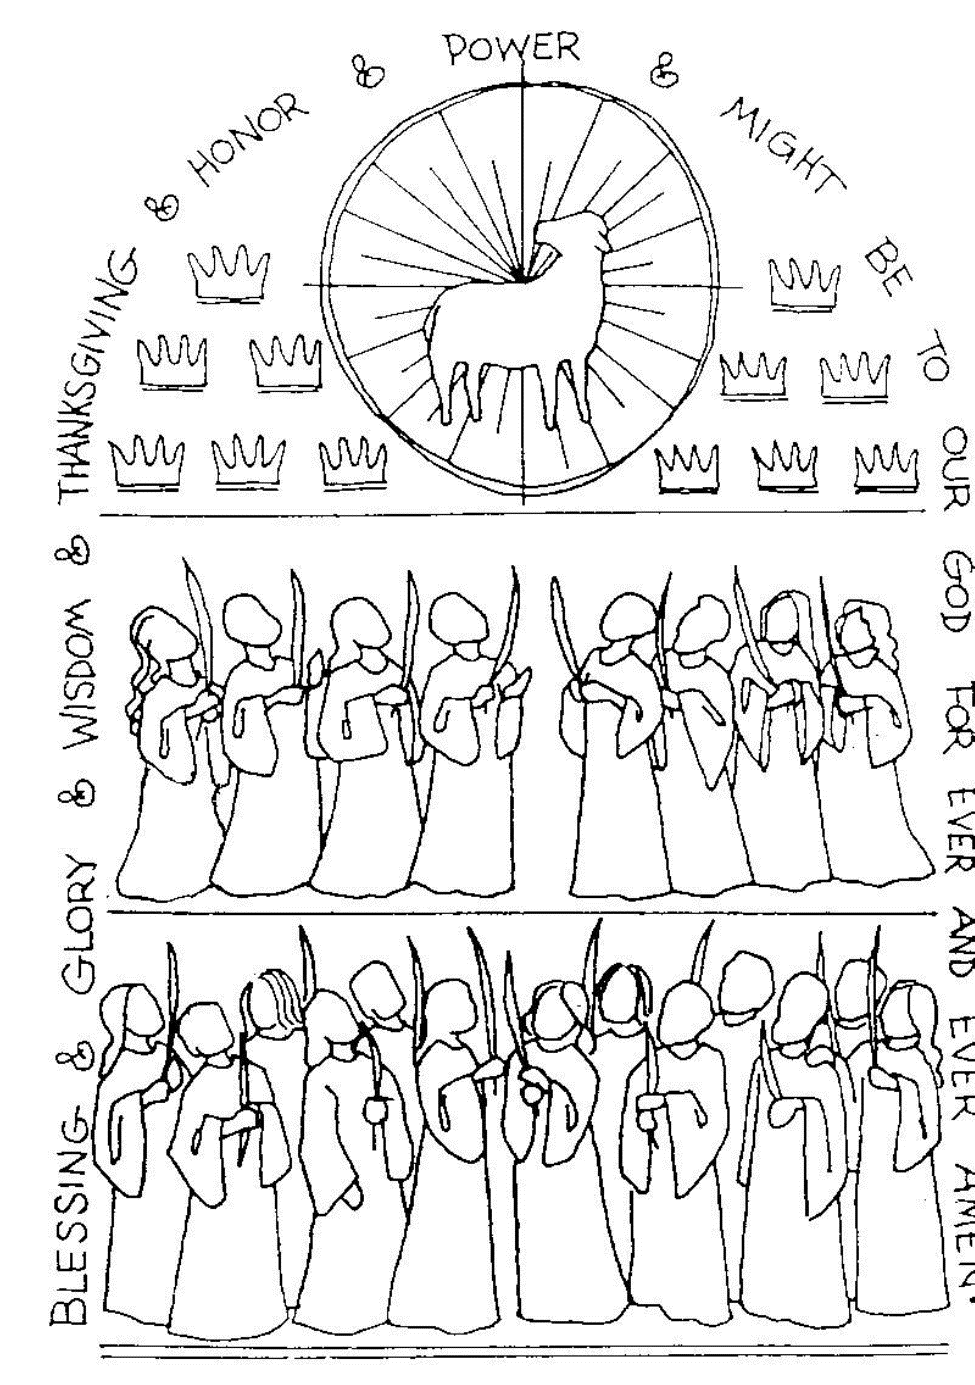 BLESSING & GLORY & WISDOM & THANKSGIVING & HONOR & POWER & MIGHT BE TO OUR GOD FOR EVER AND EVER AMEN.